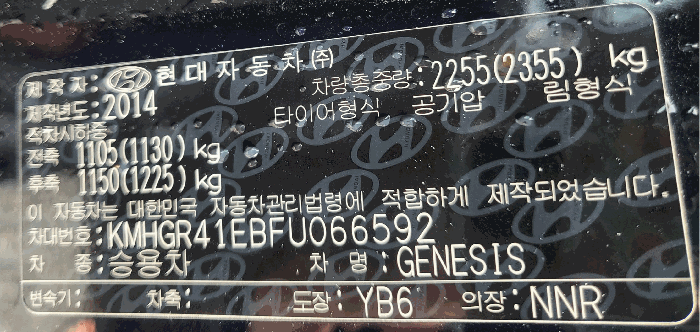 제작자: HYUNDAI 현대자동차(주)
제작년도:2014 차량총중량:2255(2355) kg
적차시하중 타이어형식 공기압 림형식
전축 1105(1130) kg
후축 1150(1225) kg
이 자동차는 대한민국 자동차관리법령에 적합하게 제작되었습니다.
차대번호:KMHGR41EBFU066592
차 종:승용차 차 명:GENESIS
변속기: 차축: 도장: YB6 의장: NNR